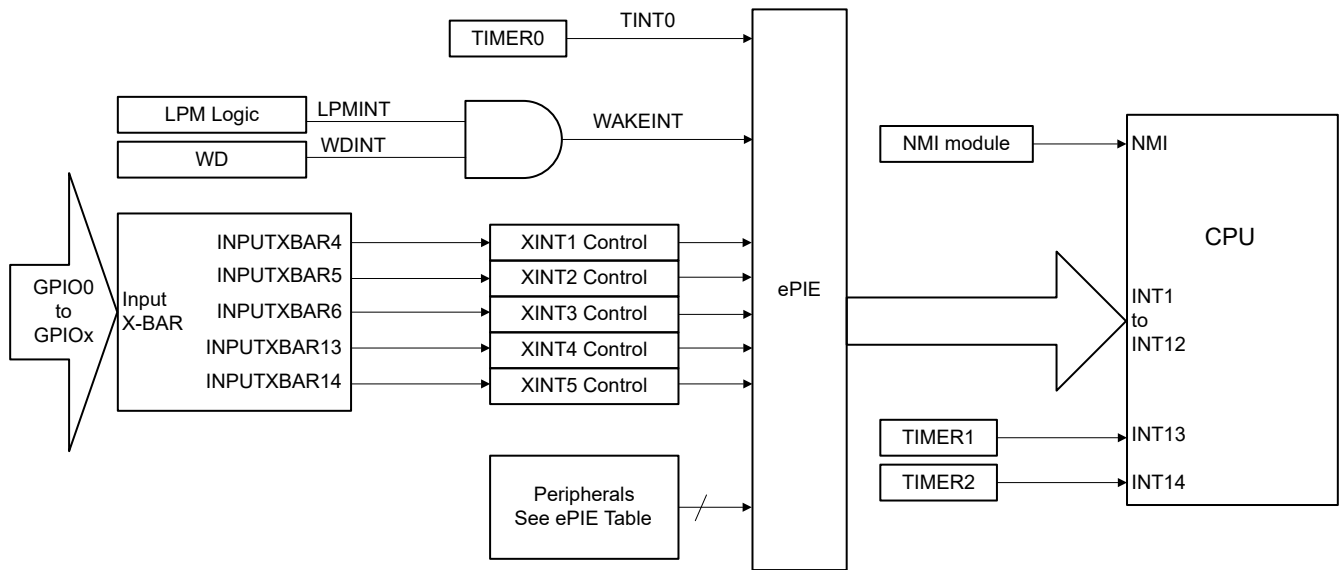 TINT0
TIMER0
LPM Logic
LPMINT
WAKEINT
WD
WDINT
NMI module
NMI
CPU
GPIO0
to
GPIOx
Input
X-BAR
INPUTXBAR4
INPUTXBAR5
INPUTXBAR6
INPUTXBAR13
INPUTXBAR14
XINT1 Control
XINT2 Control
XINT3 Control
XINT4 Control
XINT5 Control
ePIE
INT1
to
INT12
TIMER1
INT13
TIMER2
INT14
Peripherals
See ePIE Table